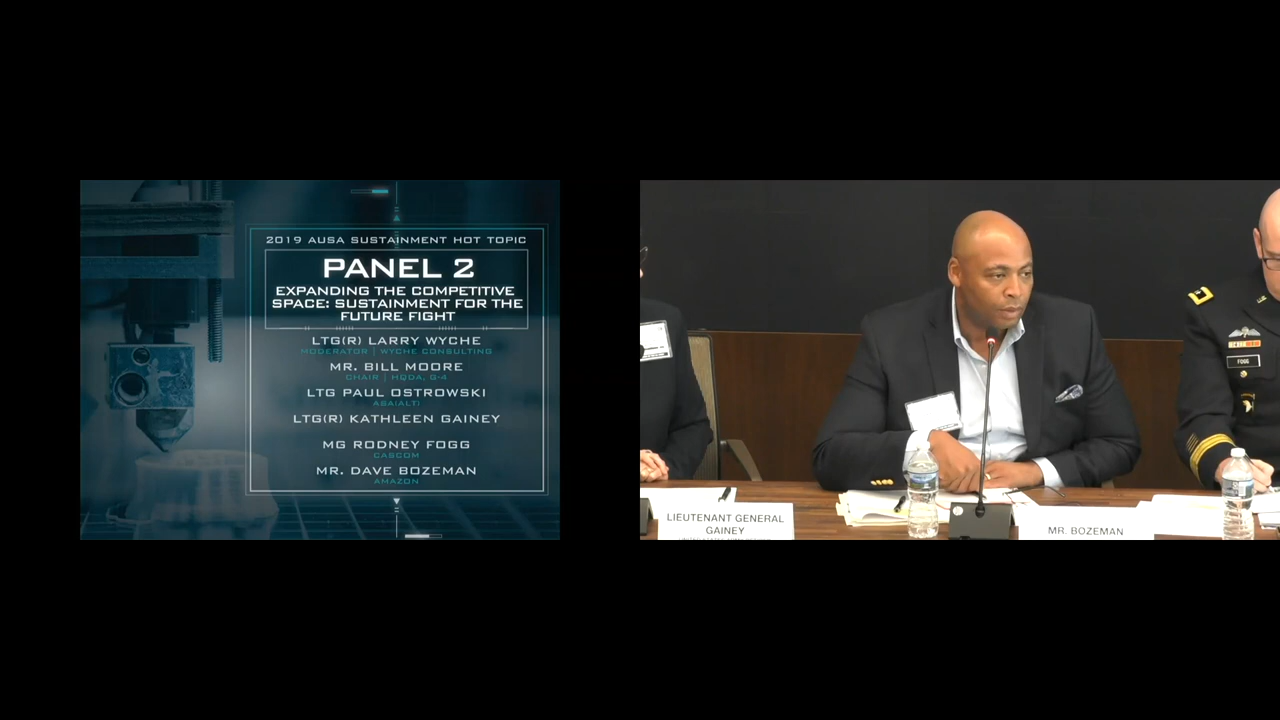 2019 AUSA SUSTAINMENT HOT TOPIC
PANEL 2
EXPANDING THE COMPETITIVE
SPACE: SUSTAINMENT FOR THE
FUTURE FIGHT
LTG(R) LARRY WYCHE
MODERATOR | WYCHE CONSULTING
MR. BILL MOORE
CHAIR | HQDA, G-4
LTG PAUL OSTROWSKI
ASA(ALT)
LTG(R) KATHLEEN GAINEY
MG RODNEY FOGG
CASCOM
MR. DAVE BOZEMAN
AMAZON
FOGG
LIEUTENANT GENERAL
GAINEY
MR. BOZEMAN